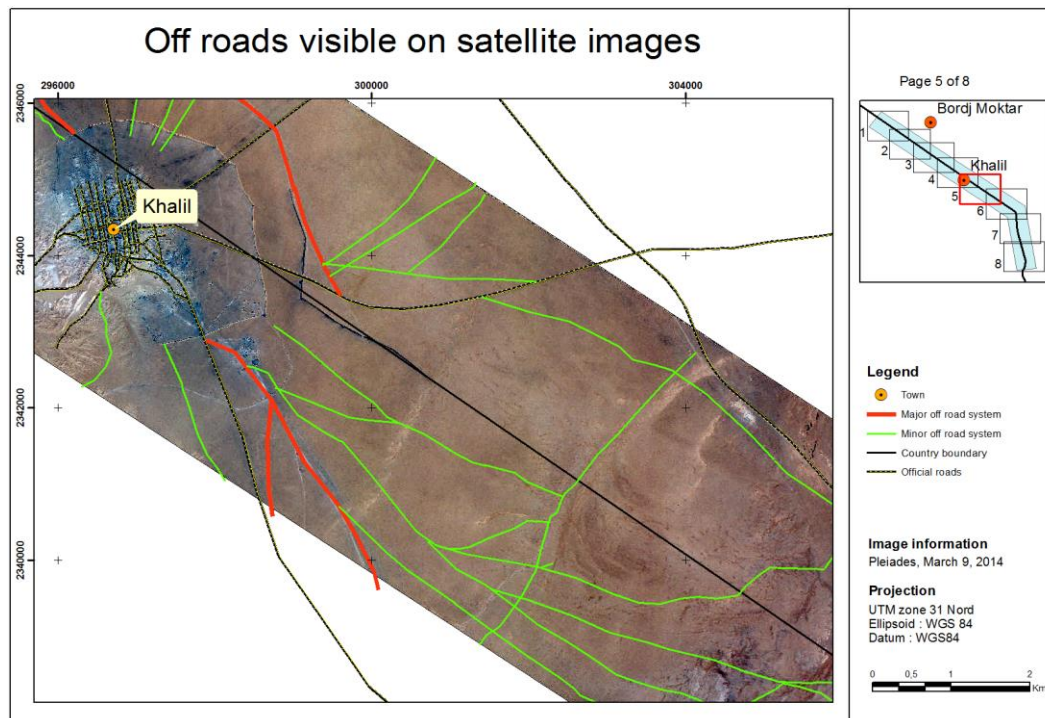 Off roads visible on satellite images
296000
300000
304000
2346000
2344000
2342000
2340000
Khalil
Page 5 of 8
Bordj Moktar
Khalil
1
2
3
4
5
6
7
8
Legend
Town
Major off road system
Minor off road system
Country boundary
Official roads
Image information
Pleiades, March 9, 2014
Projection
UTM zone 31 Nord
Ellipsoid : WGS 84
Datum : WGS84
0 0,5 1 2
Km